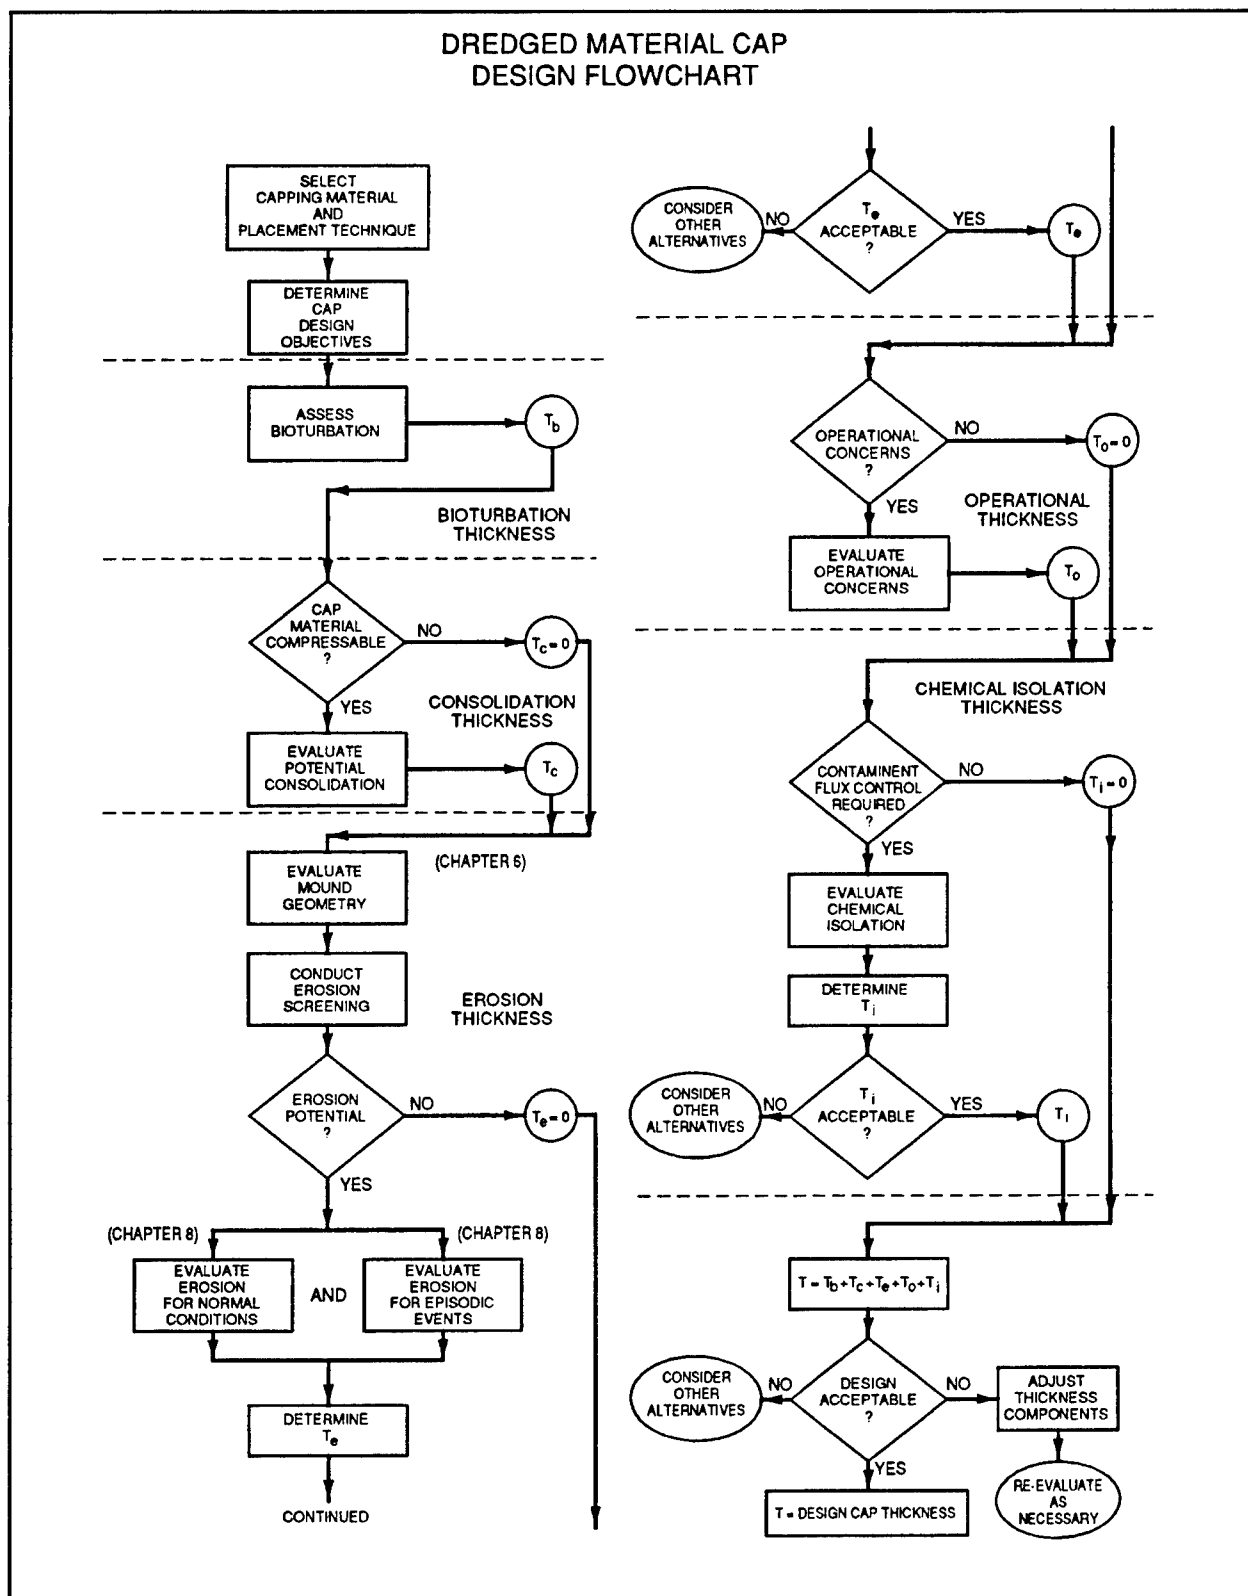 DREDGED MATERIAL CAP
DESIGN FLOWCHART
SELECT
CAPPING MATERIAL
AND
PLACEMENT TECHNIQUE
DETERMINE
CAP
DESIGN
OBJECTIVES
ASSESS
BIOTURBATION
Tb
BIOTURBATION
THICKNESS
CAP
MATERIAL
COMPRESSABLE
?
NO
Tc = 0
YES
CONSOLIDATION
THICKNESS
EVALUATE
POTENTIAL
CONSOLIDATION
Tc
(CHAPTER 6)
EVALUATE
MOUND
GEOMETRY
CONDUCT
EROSION
SCREENING
EROSION
THICKNESS
EROSION
POTENTIAL
?
NO
Te = 0
YES
(CHAPTER 8)
(CHAPTER 8)
EVALUATE
EROSION
FOR NORMAL
CONDITIONS
AND
EVALUATE
EROSION
FOR EPISODIC
EVENTS
DETERMINE
Te
CONTINUED
CONSIDER
OTHER
ALTERNATIVES
NO
Te
ACCEPTABLE
?
YES
Te
OPERATIONAL
CONCERNS
?
NO
To = 0
YES
OPERATIONAL
THICKNESS
EVALUATE
OPERATIONAL
CONCERNS
To
CHEMICAL ISOLATION
THICKNESS
CONTAMINENT
FLUX CONTROL
REQUIRED
?
NO
Ti = 0
YES
EVALUATE
CHEMICAL
ISOLATION
DETERMINE
Ti
CONSIDER
OTHER
ALTERNATIVES
NO
Ti
ACCEPTABLE
?
YES
Ti
T = Tb + Tc + Te + To + Ti
CONSIDER
OTHER
ALTERNATIVES
NO
DESIGN
ACCEPTABLE
?
NO
ADJUST
THICKNESS
COMPONENTS
YES
RE-EVALUATE
AS
NECESSARY
T = DESIGN CAP THICKNESS